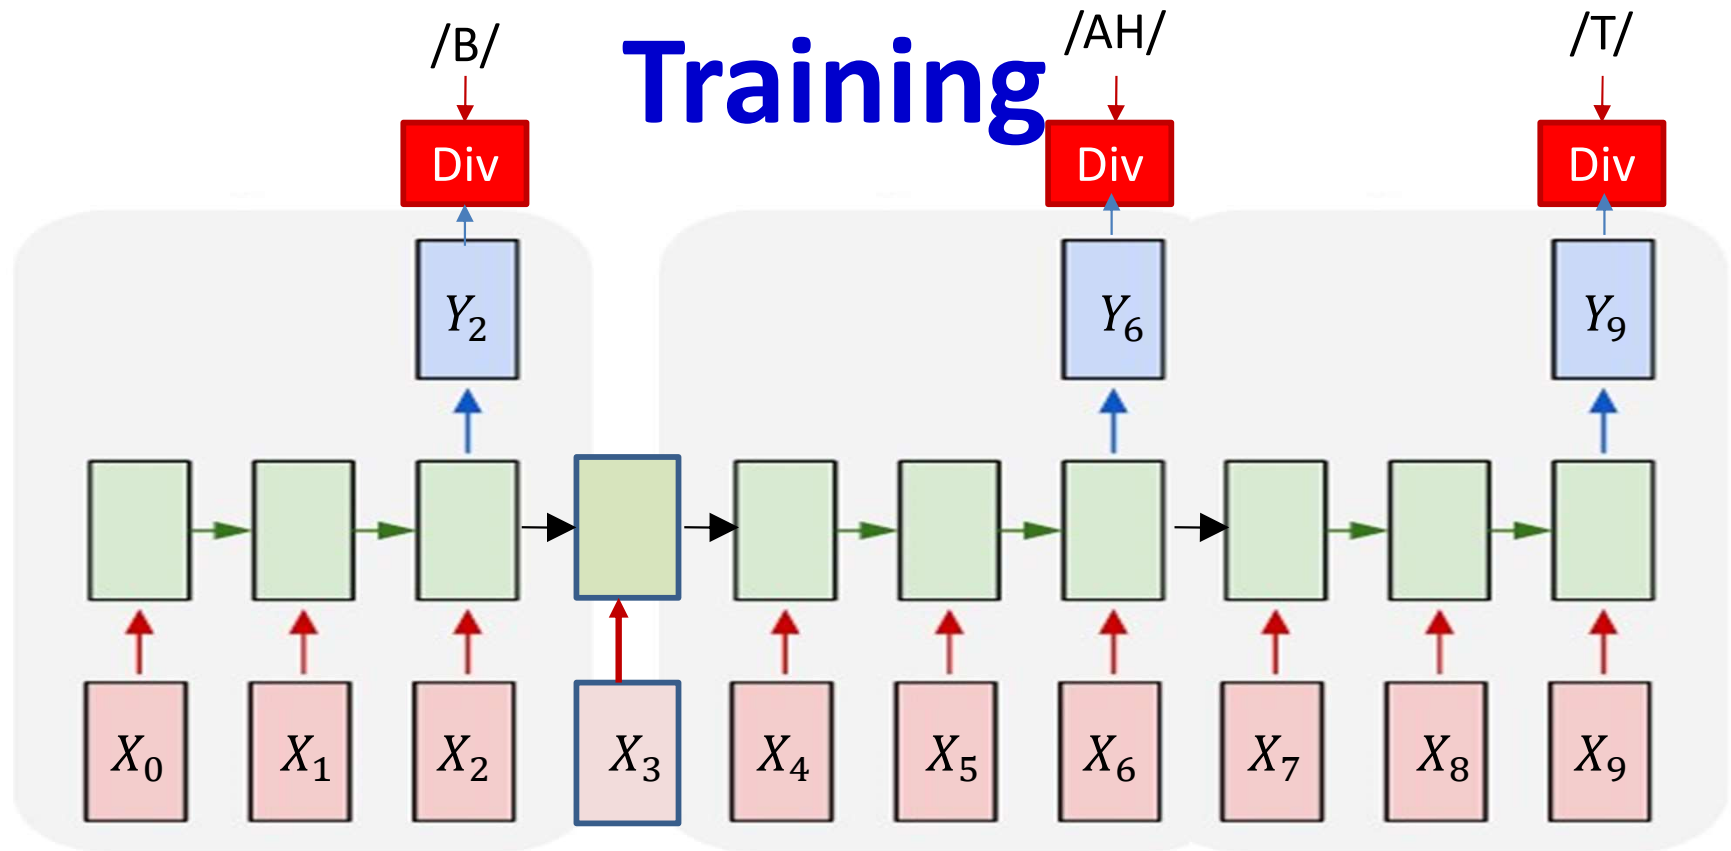 /B/ Training /AH/ /T/
Div Div Div
Y₂ Y₆ Y₉
X₀ X₁ X₂ X₃ X₄ X₅ X₆ X₇ X₈ X₉